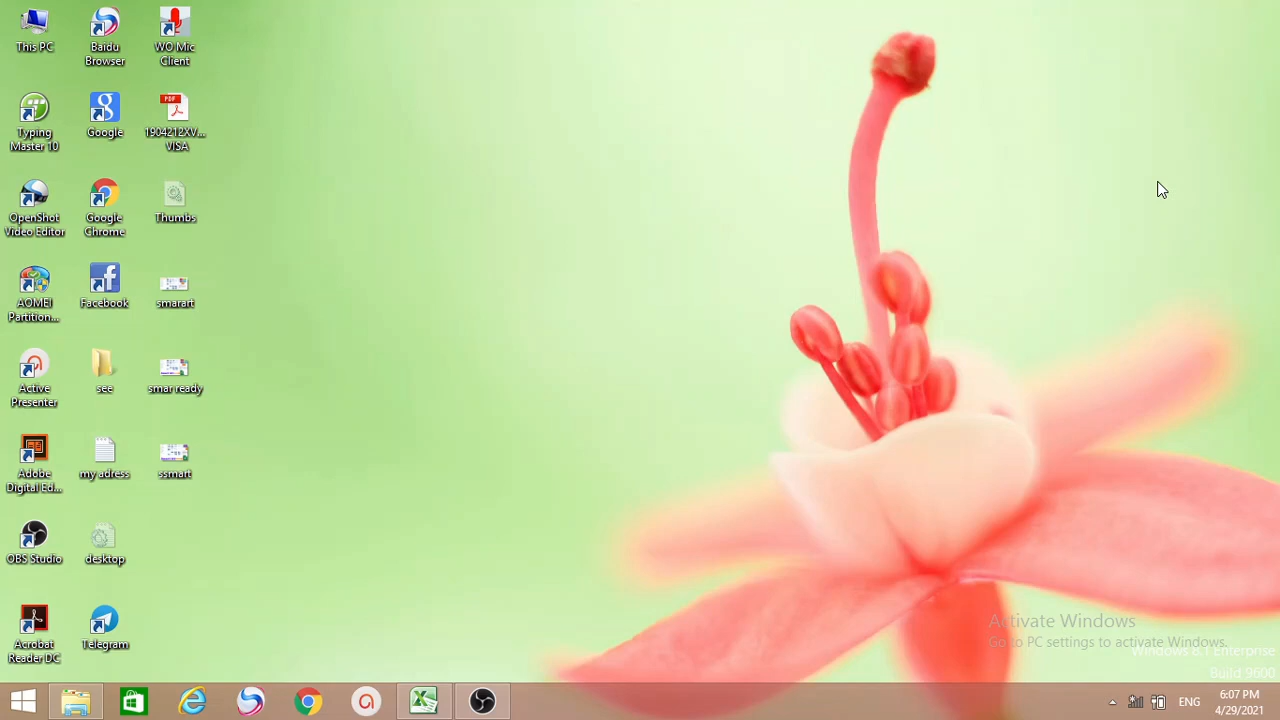 This PC
Baidu
Browser
WO Mic
Client
Typing
Master 10
Google
PDF
1904212XV...
VISA
OpenShot
Video Editor
Google
Chrome
Thumbs
AOMEI
Partition...
Facebook
smarart
Active
Presenter
see
smar ready
Adobe
Digital Ed...
my adress
ssmart
OBS Studio
desktop
Acrobat
Reader DC
Telegram
Activate Windows
Go to PC settings to activate Windows.
Windows 8.1 Enterprise
Build 9600
ENG
6:07 PM
4/29/2021